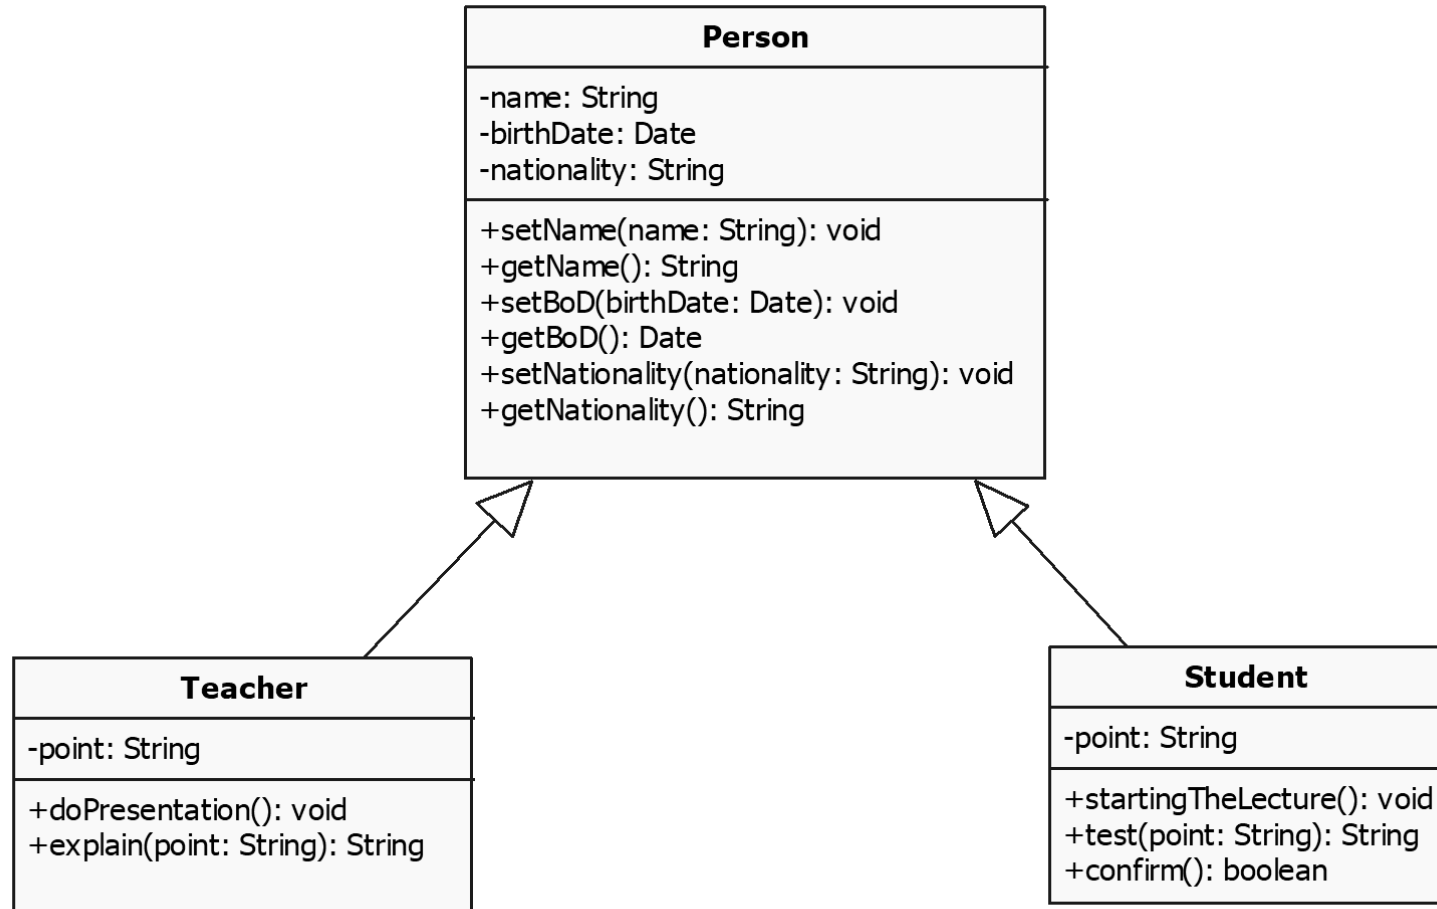 Person
-name: String
-birthDate: Date
-nationality: String
+setName(name: String): void
+getName(): String
+setBoD(birthDate: Date): void
+getBoD(): Date
+setNationality(nationality: String): void
+getNationality(): String
Teacher
-point: String
+doPresentation(): void
+explain(point: String): String
Student
-point: String
+startingTheLecture(): void
+test(point: String): String
+confirm(): boolean